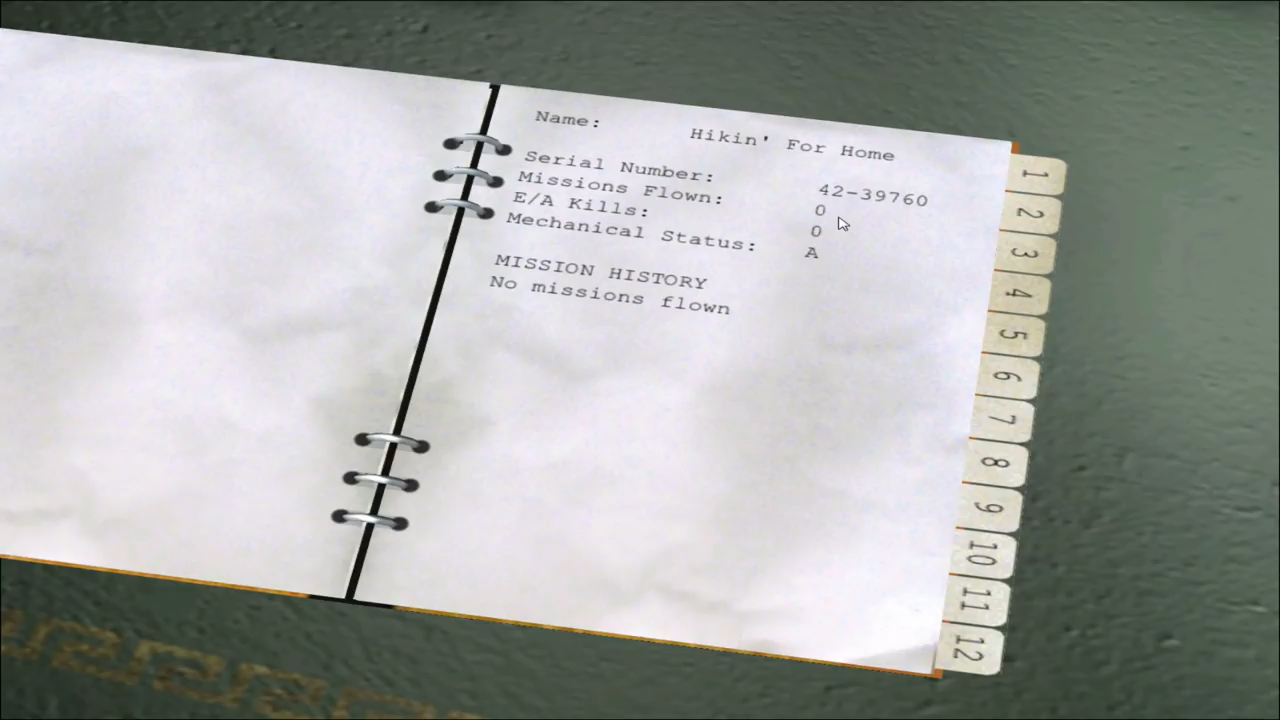 Name: Hikin' For Home
Serial Number: 42-39760
Missions Flown: 0
E/A Kills: 0
Mechanical Status: A
MISSION HISTORY
No missions flown
1
2
3
4
5
6
7
8
9
10
11
12